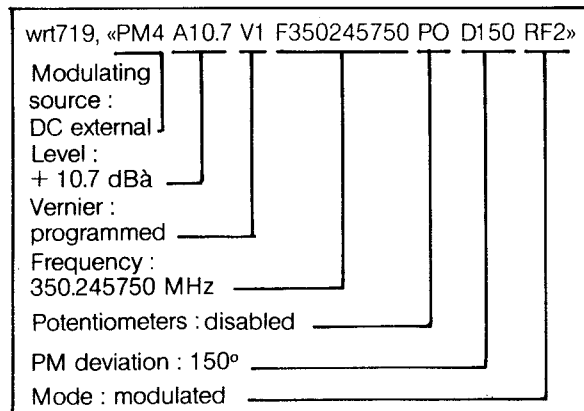 wrt719, «PM4 A10.7 V1 F350245750 PO D150 RF2»
Modulating
source :
DC external
Level :
+ 10.7 dBà
Vernier :
programmed
Frequency :
350.245750 MHz
Potentiometers : disabled
PM deviation : 150º
Mode : modulated